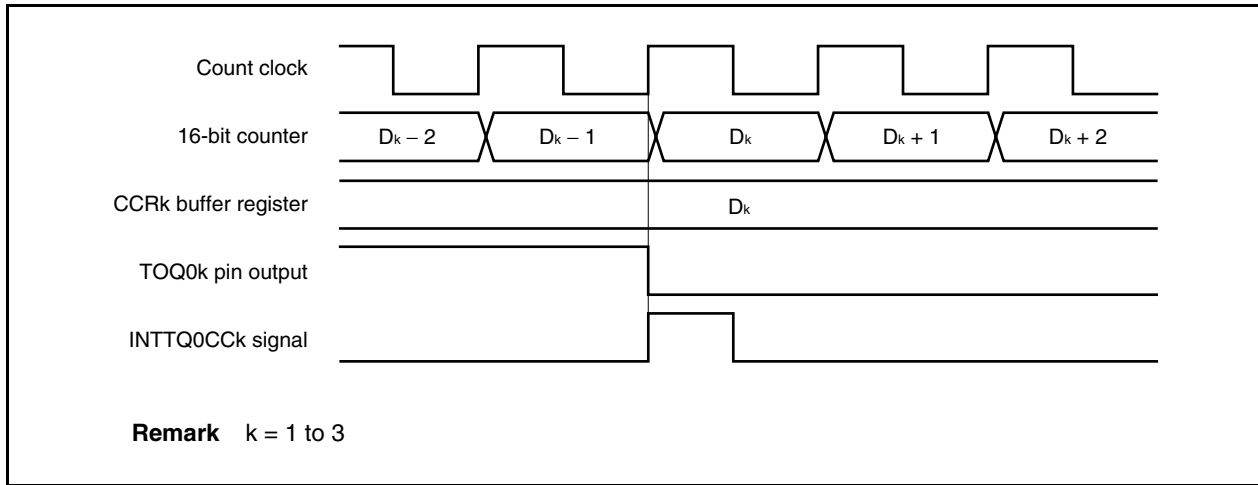 Count clock
16-bit counter
Dk − 2
Dk − 1
Dk
Dk + 1
Dk + 2
CCRk buffer register
Dk
TOQ0k pin output
INTTQ0CCk signal
Remark k = 1 to 3